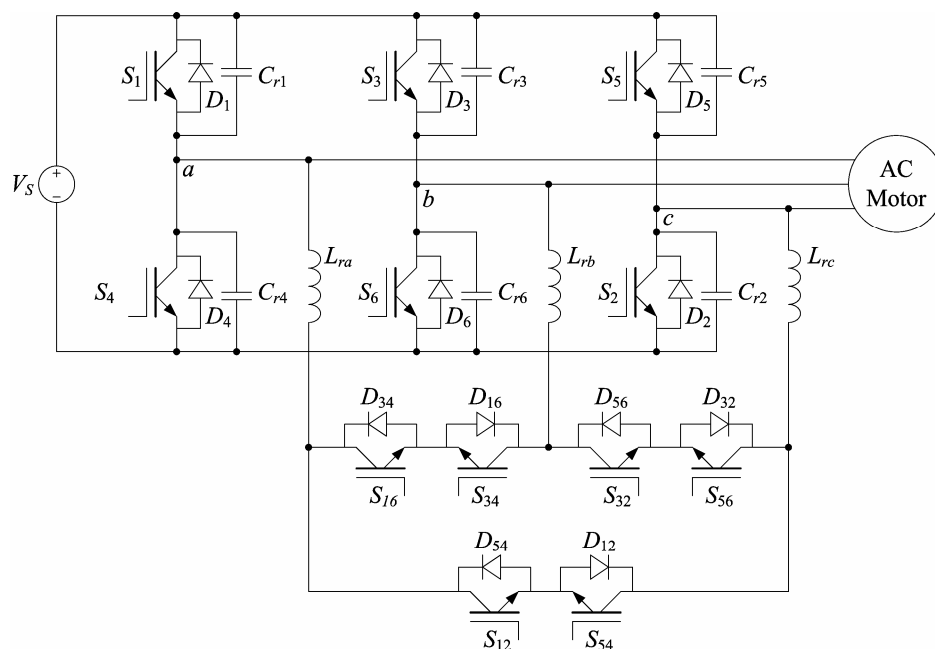 S1 D1 Cr1 S3 D3 Cr3 S5 D5 Cr5
VS + − a b c AC
Motor
S4 D4 Cr4 Lra S6 D6 Cr6 Lrb S2 D2 Cr2 Lrc
D34 D16 D56 D32
S16 S34 S32 S56
D54 D12
S12 S54